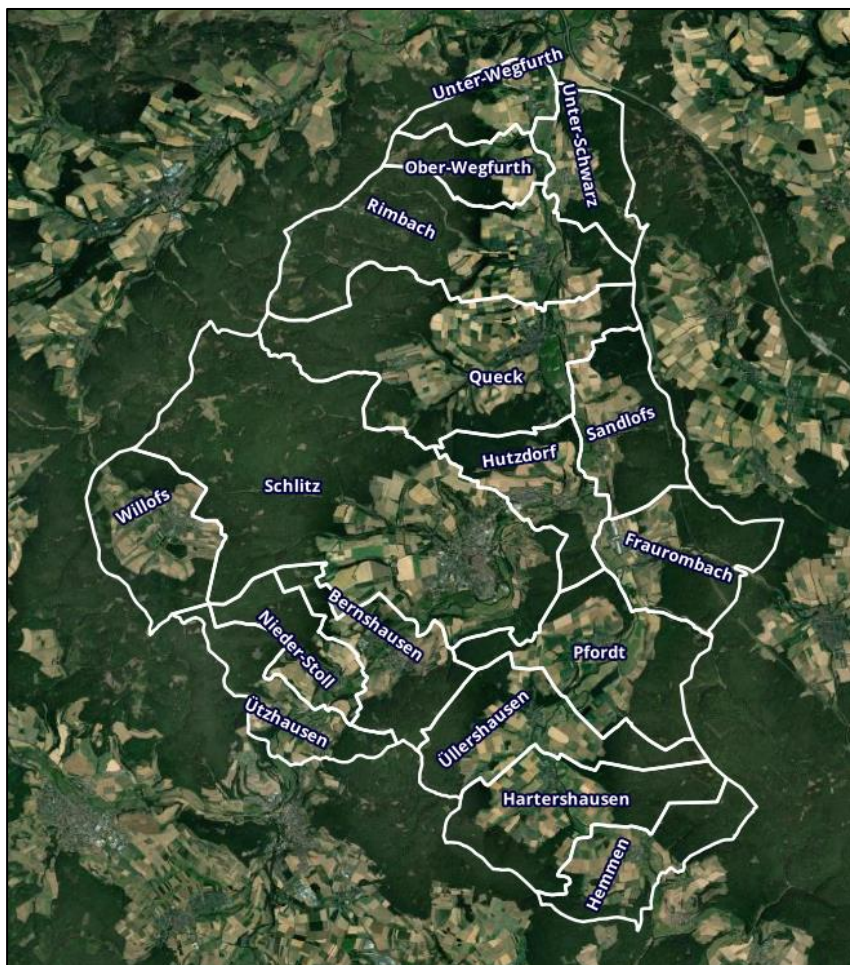 Unter-Wegfurth
Unter-Schwarz
Ober-Wegfurth
Rimbach
Queck
Sandlofs
Hutzdorf
Schlitz
Willofs
Fraurombach
Bernshausen
Nieder-Stoll
Pfordt
Ützhausen
Üllershausen
Hartershausen
Hemmen